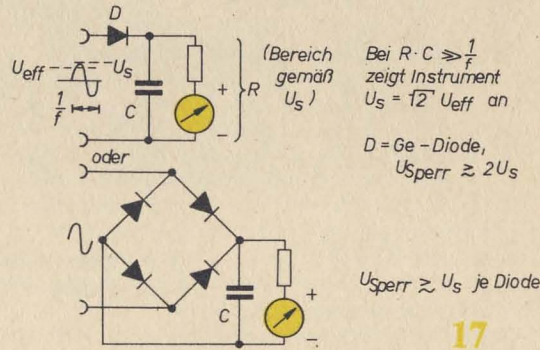 D
U_eff
U_s
1/f
C
+
−
R
(Bereich
gemäß
U_s)
Bei R·C ≫ 1/f
zeigt Instrument
U_s = √2 U_eff an
D = Ge-Diode,
U_Sperr ≳ 2U_s
oder
C
+
−
U_Sperr ≳ U_s je Diode
17